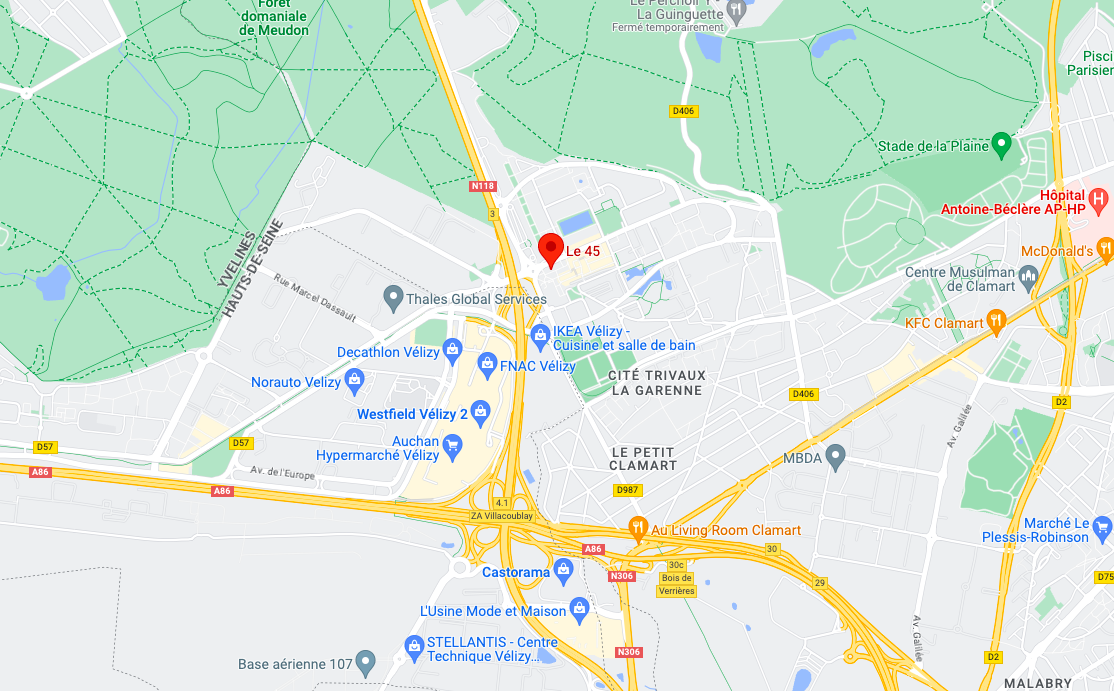 Forêt
domaniale
de Meudon
Le Perchoir Y -
La Guinguette
Fermé temporairement
Pisci
Parisier
D406
Stade de la Plaine
N118
3
Hôpital
Antoine-Béclère AP-HP
Le 45
McDonald's
YVELINES
HAUTS-DE-SEINE
Centre Musulman
de Clamart
Rue Marcel Dassault
Thales Global Services
KFC Clamart
IKEA Vélizy -
Cuisine et salle de bain
Decathlon Vélizy
FNAC Vélizy
Norauto Velizy
CITÉ TRIVAUX
LA GARENNE
D406
D2
Westfield Vélizy 2
Av. Galilée
Auchan
Hypermarché Vélizy
D57
D57
LE PETIT
CLAMART
MBDA
A86
Av. de l'Europe
A86
D987
4.1
ZA Villacoublay
Au Living Room Clamart
Marché Le
Plessis-Robinson
A86
30
30c
Castorama
N306
Bois de
Verrières
29
D75
L'Usine Mode et Maison
Av. Galilée
STELLANTIS - Centre
Technique Vélizy...
N306
Base aérienne 107
D2
MALABRY